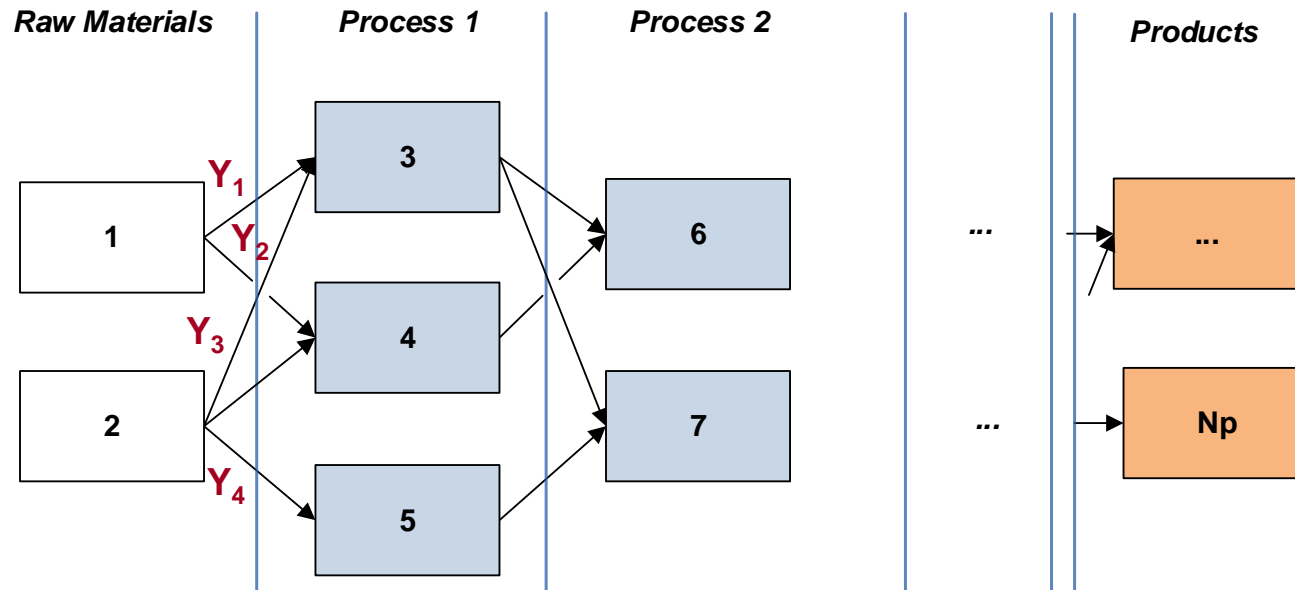 Raw Materials
Process 1
Process 2
Products
3
Y1
1
Y2
6
...
...
4
Y3
2
7
...
Np
Y4
5